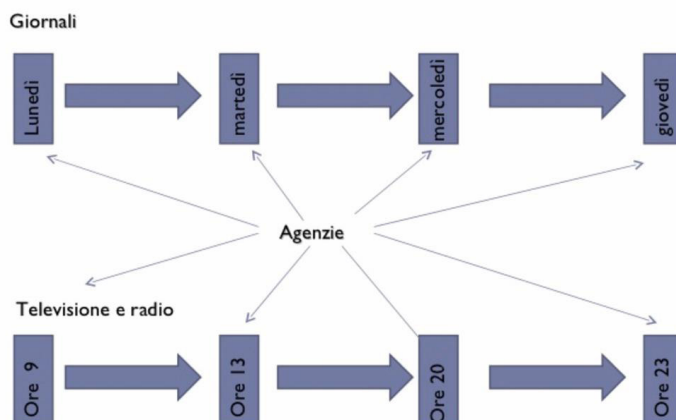 Giornali
Lunedì
martedì
mercoledì
giovedì
Agenzie
Televisione e radio
Ore 9
Ore 13
Ore 20
Ore 23